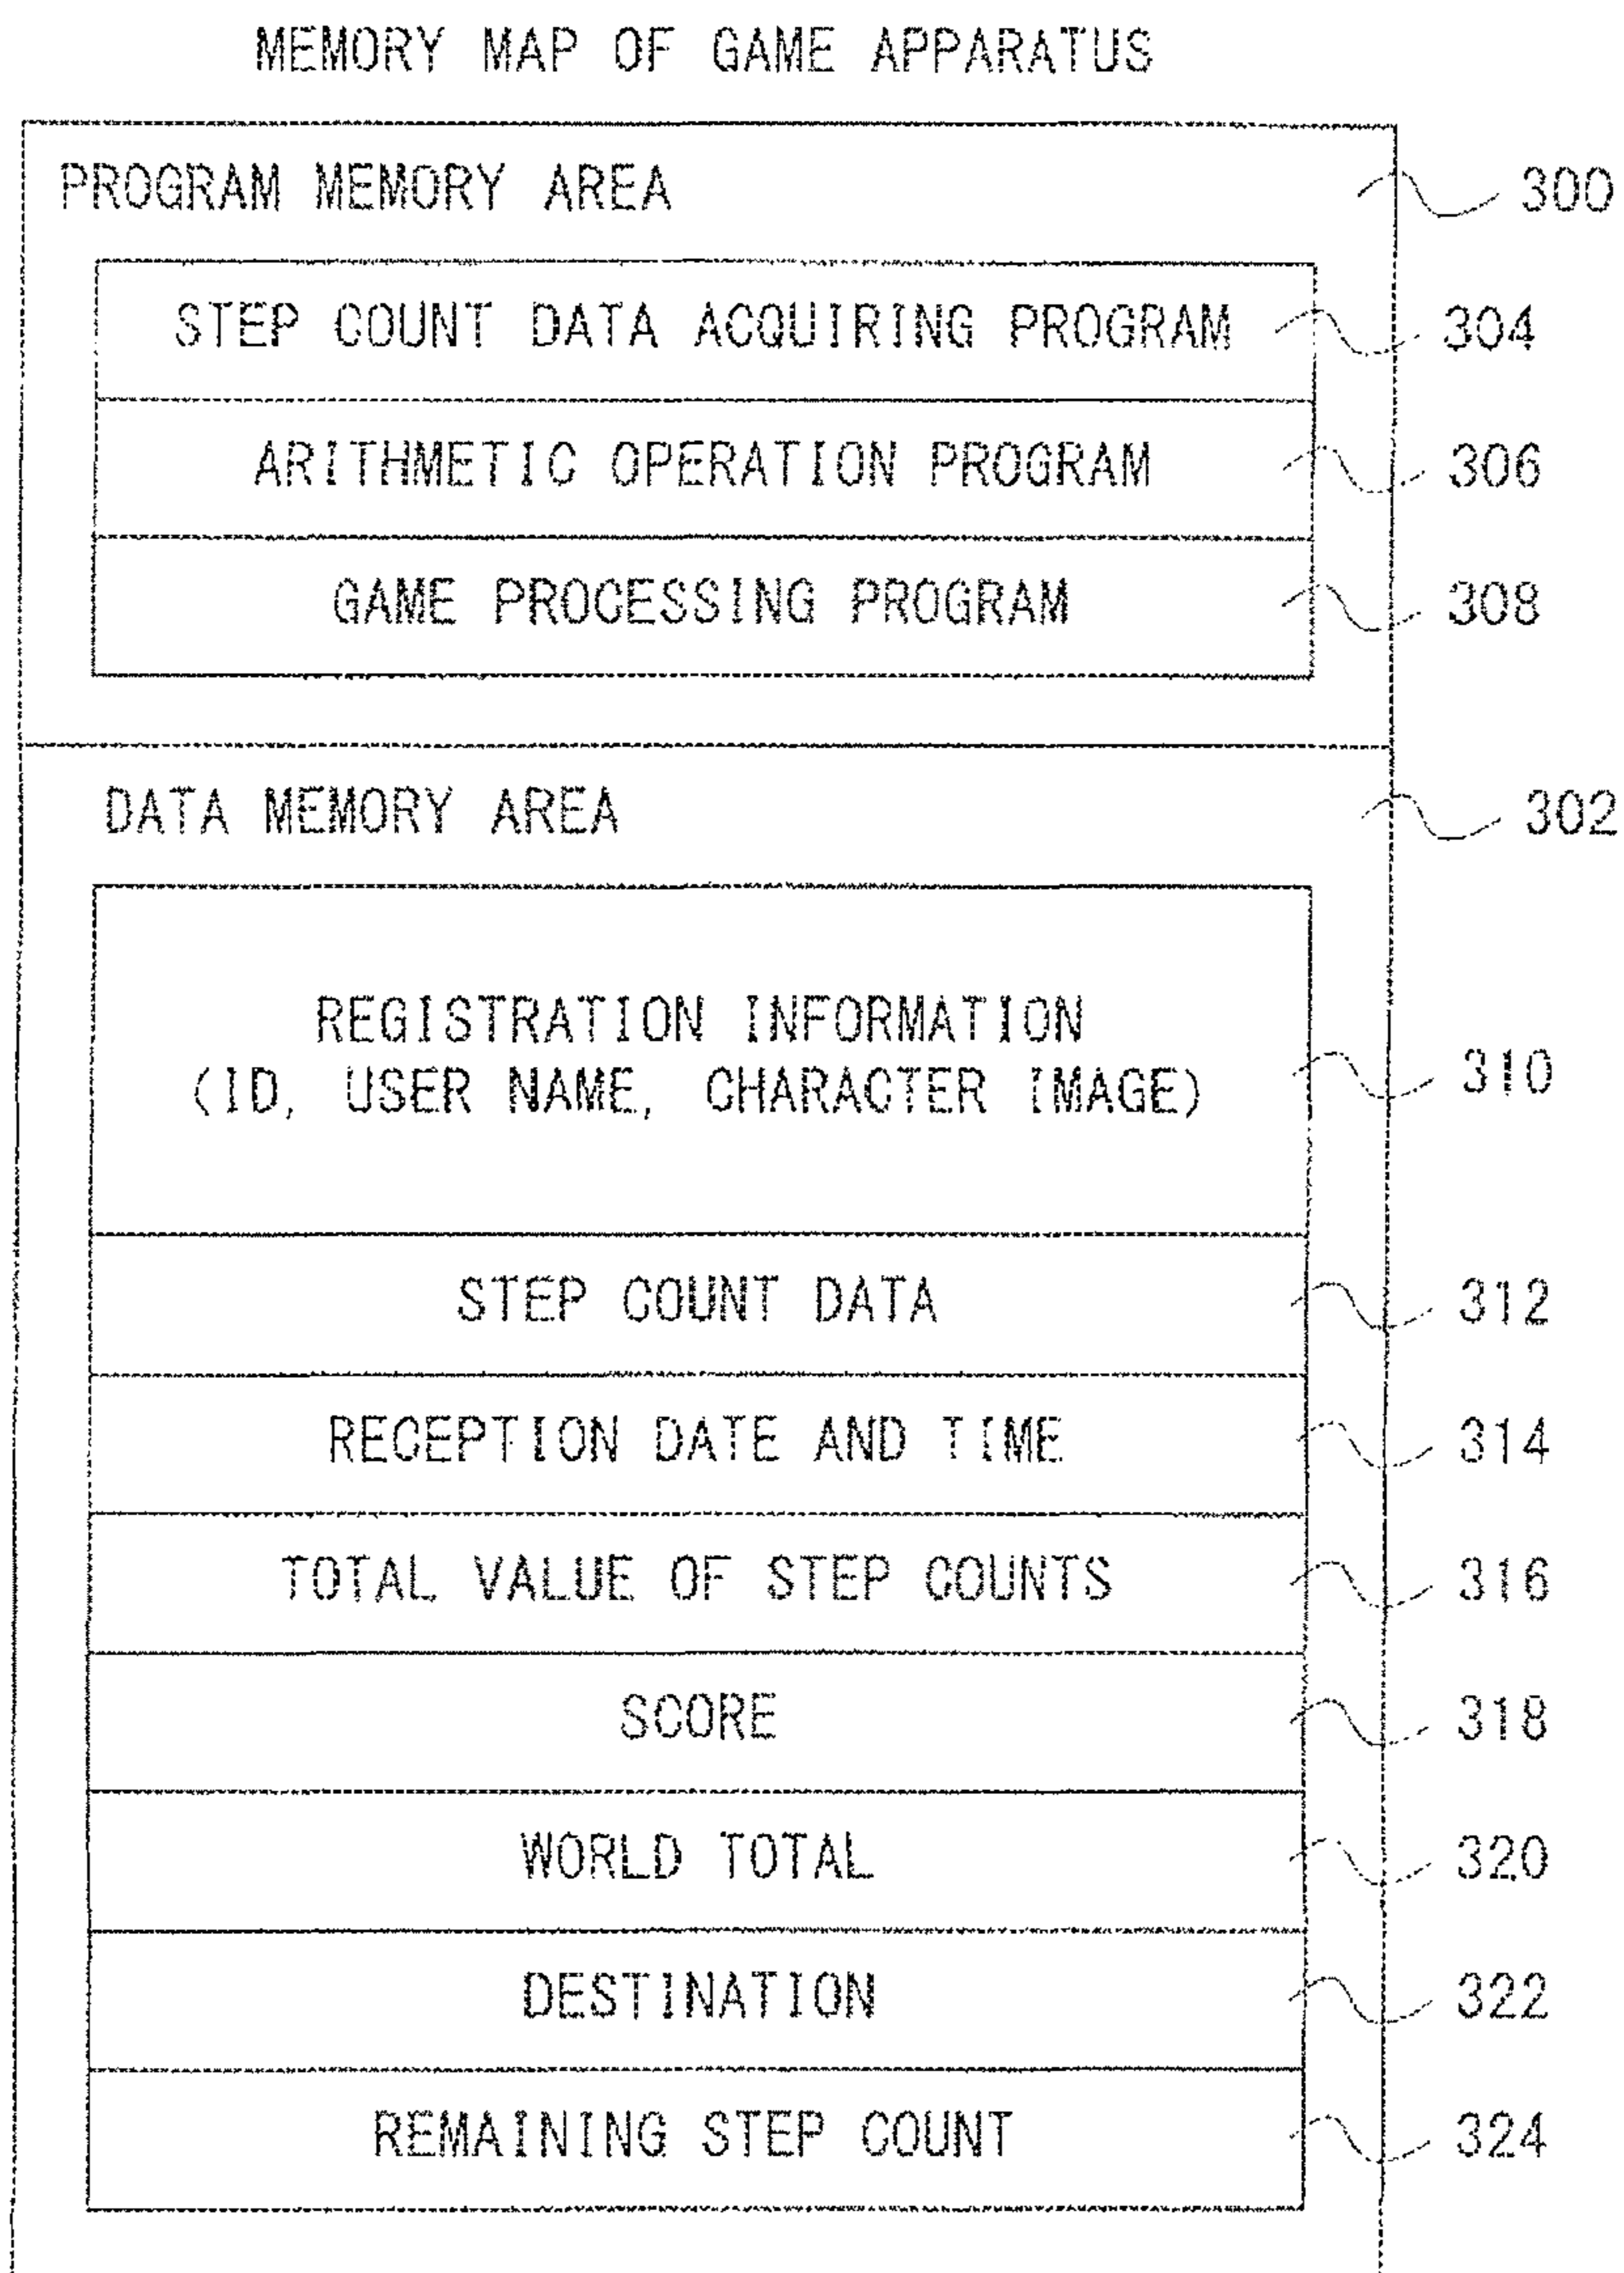 MEMORY MAP OF GAME APPARATUS
PROGRAM MEMORY AREA 300
STEP COUNT DATA ACQUIRING PROGRAM 304
ARITHMETIC OPERATION PROGRAM 306
GAME PROCESSING PROGRAM 308
DATA MEMORY AREA 302
REGISTRATION INFORMATION
(ID, USER NAME, CHARACTER IMAGE) 310
STEP COUNT DATA 312
RECEPTION DATE AND TIME 314
TOTAL VALUE OF STEP COUNTS 316
SCORE 318
WORLD TOTAL 320
DESTINATION 322
REMAINING STEP COUNT 324